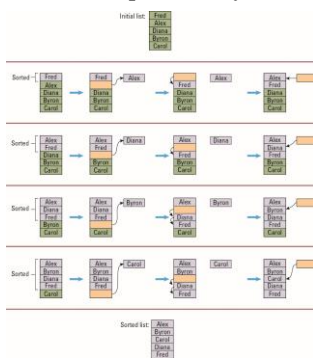 Initial list:
Fred
Alex
Diana
Byron
Carol
Sorted
Fred
Alex
Diana
Byron
Carol
Fred
Diana
Byron
Carol
Alex
Fred
Diana
Byron
Carol
Alex
Alex
Fred
Diana
Byron
Carol
Sorted
Alex
Fred
Diana
Byron
Carol
Alex
Fred
Byron
Carol
Diana
Alex
Fred
Byron
Carol
Diana
Alex
Diana
Fred
Byron
Carol
Sorted
Alex
Diana
Fred
Byron
Carol
Alex
Diana
Fred
Carol
Byron
Alex
Diana
Fred
Carol
Byron
Alex
Byron
Diana
Fred
Carol
Sorted
Alex
Byron
Diana
Fred
Carol
Alex
Byron
Diana
Fred
Carol
Alex
Byron
Diana
Fred
Carol
Alex
Byron
Carol
Diana
Fred
Sorted list:
Alex
Byron
Carol
Diana
Fred